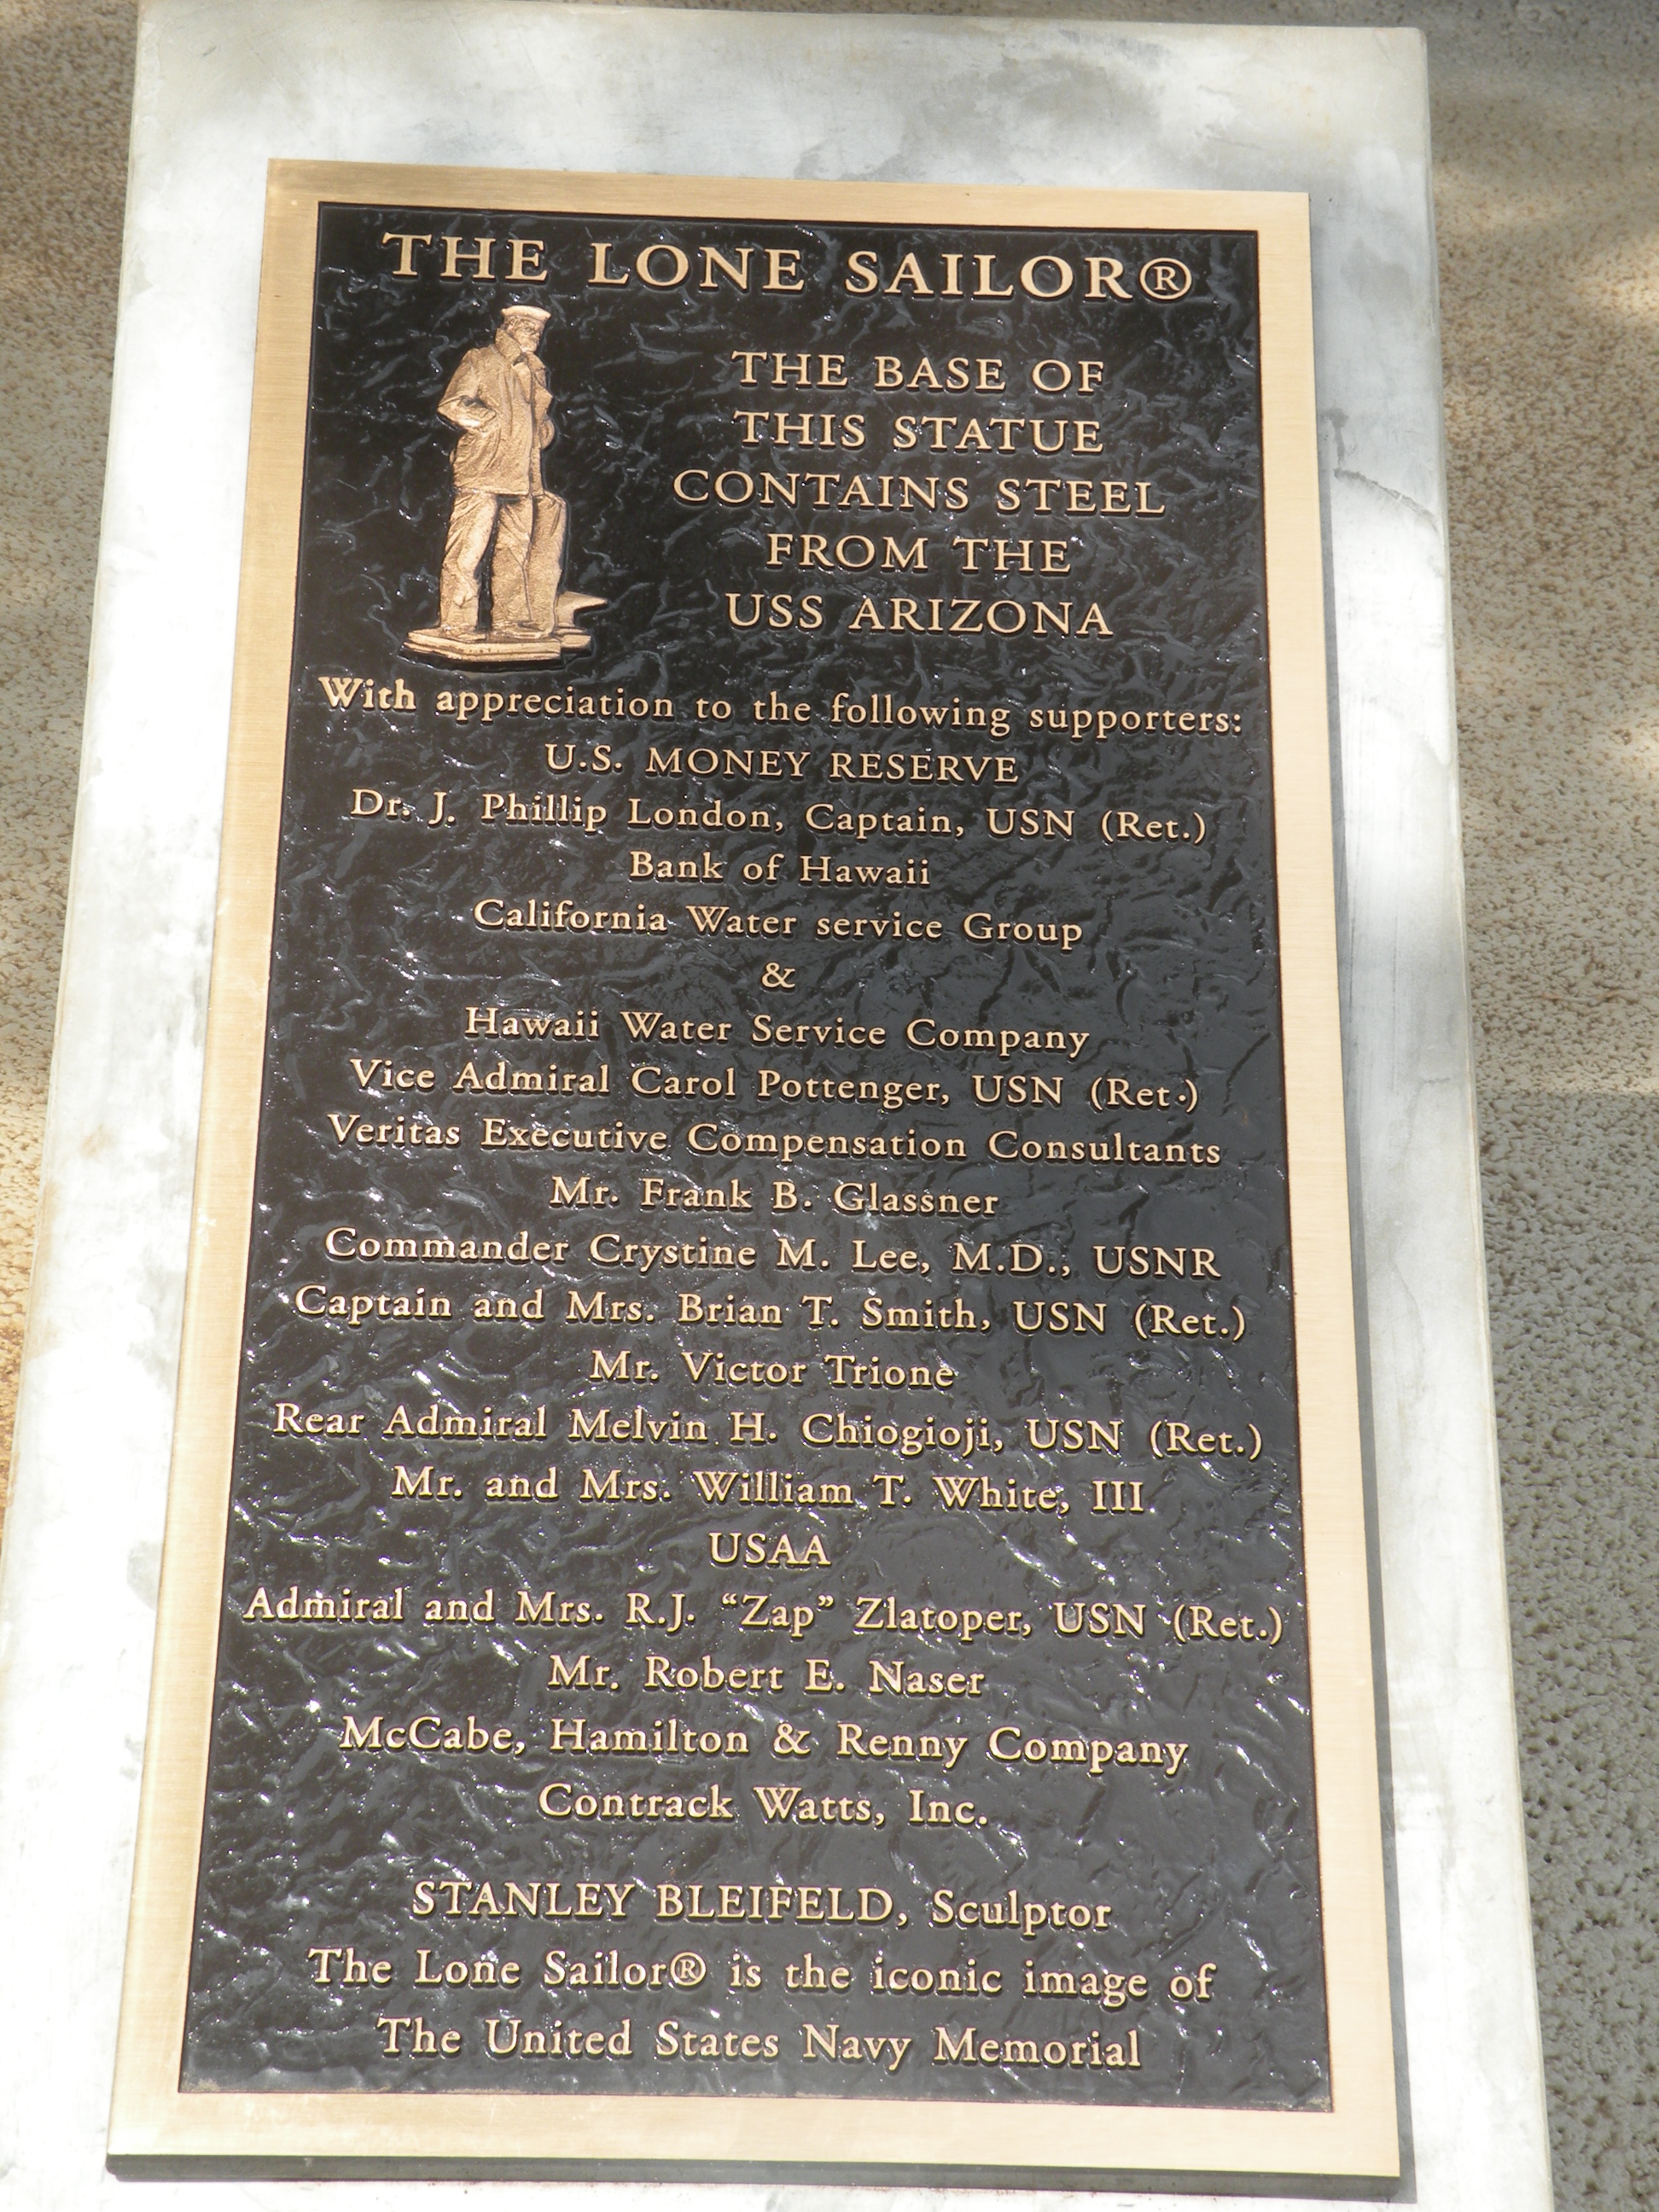 THE LONE SAILOR®
THE BASE OF
THIS STATUE
CONTAINS STEEL
FROM THE
USS ARIZONA
With appreciation to the following supporters:
U.S. MONEY RESERVE
Dr. J. Phillip London, Captain, USN (Ret.)
Bank of Hawaii
California Water service Group
&
Hawaii Water Service Company
Vice Admiral Carol Pottenger, USN (Ret.)
Veritas Executive Compensation Consultants
Mr. Frank B. Glassner
Commander Crystine M. Lee, M.D., USNR
Captain and Mrs. Brian T. Smith, USN (Ret.)
Mr. Victor Trione
Rear Admiral Melvin H. Chiogioji, USN (Ret.)
Mr. and Mrs. William T. White, III
USAA
Admiral and Mrs. R.J. “Zap” Zlatoper, USN (Ret.)
Mr. Robert E. Naser
McCabe, Hamilton & Renny Company
Contrack Watts, Inc.
STANLEY BLEIFELD, Sculptor
The Lone Sailor® is the iconic image of
The United States Navy Memorial